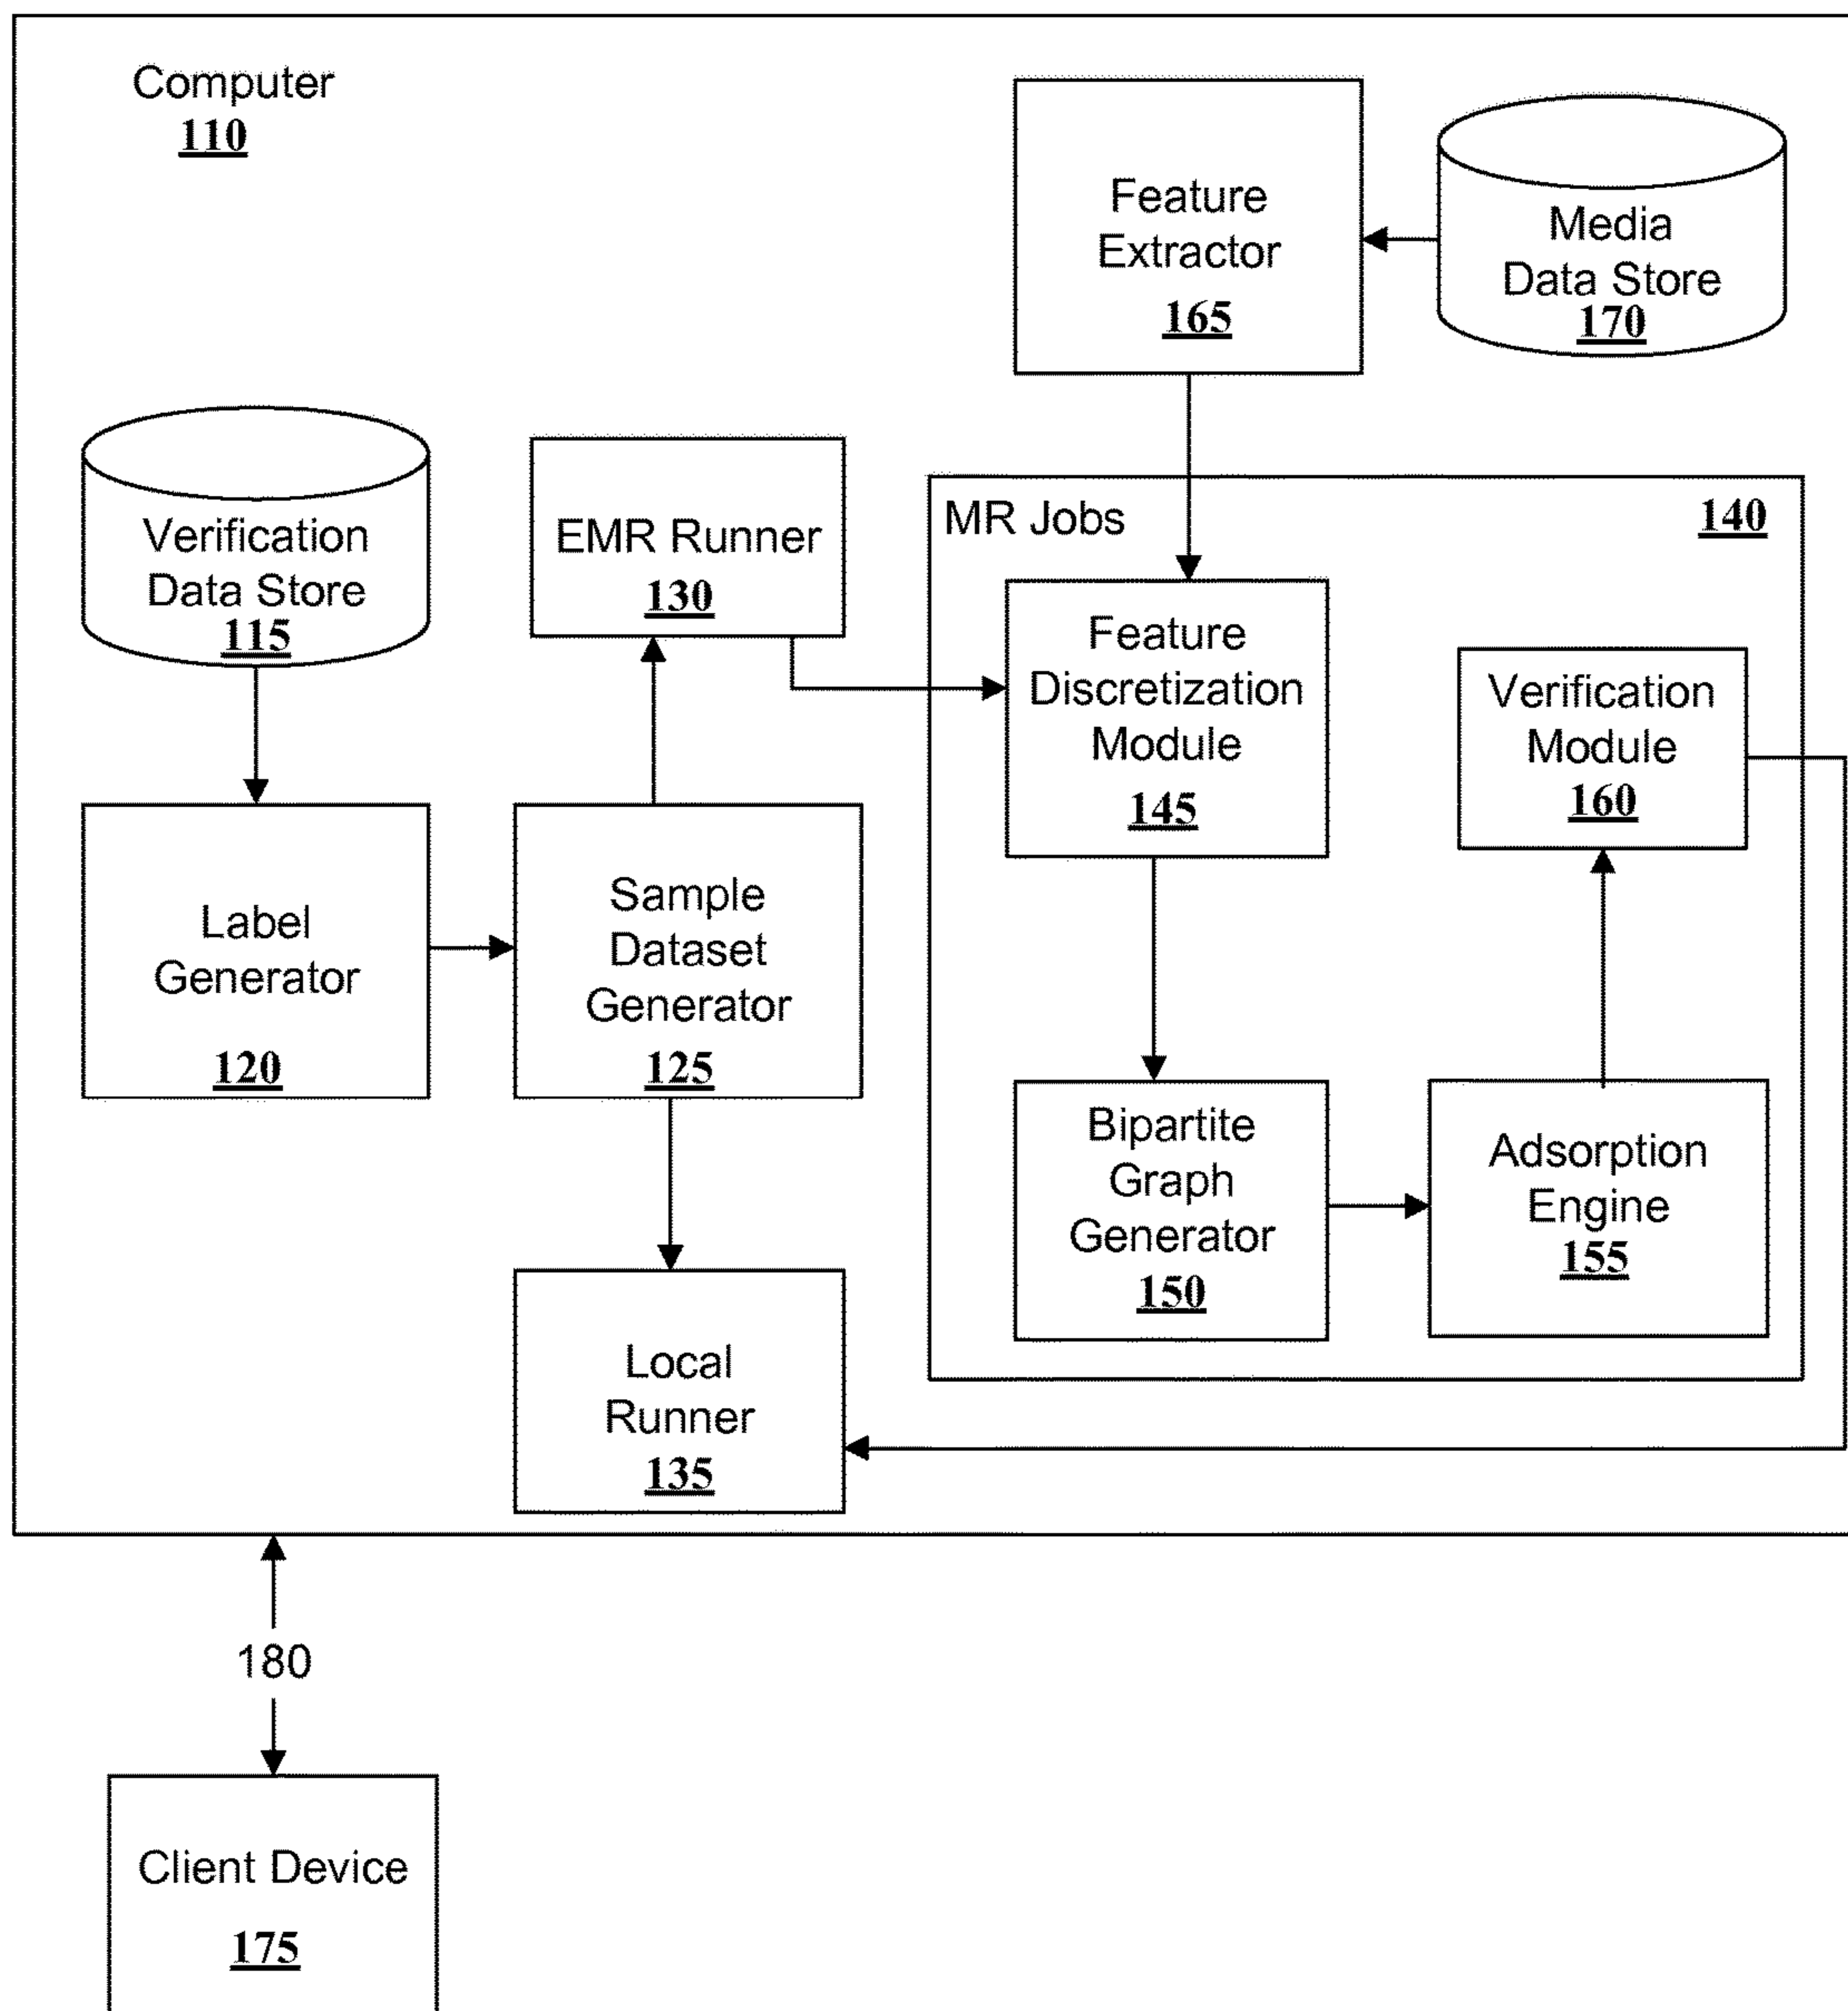 Computer
110
Feature
Extractor
165
Media
Data Store
170
Verification
Data Store
115
EMR Runner
130
MR Jobs
140
Feature
Discretization
Module
145
Verification
Module
160
Label
Generator
120
Sample
Dataset
Generator
125
Bipartite
Graph
Generator
150
Adsorption
Engine
155
Local
Runner
135
180
Client Device
175